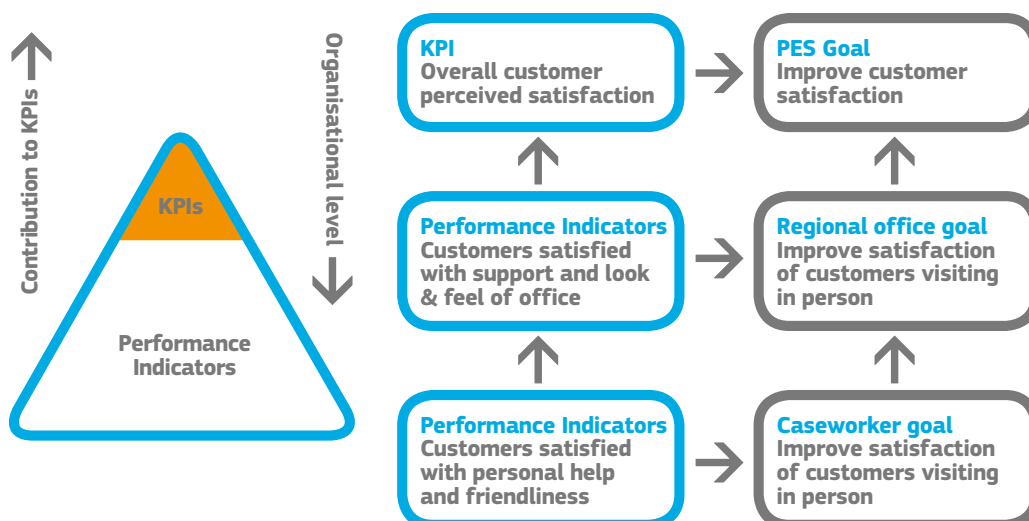 Contribution to KPIs
Organisational level
KPIs
Performance
Indicators
KPI
Overall customer
perceived satisfaction
PES Goal
Improve customer
satisfaction
Performance Indicators
Customers satisfied
with support and look
& feel of office
Regional office goal
Improve satisfaction
of customers visiting
in person
Performance Indicators
Customers satisfied
with personal help
and friendliness
Caseworker goal
Improve satisfaction
of customers visiting
in person